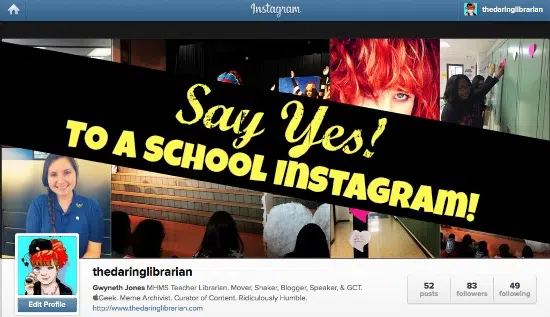 Instagram
thedaringlibrarian
Say Yes!
TO A SCHOOL INSTAGRAM!
thedaringlibrarian
Gwyneth Jones MHMS Teacher Librarian. Mover, Shaker, Blogger, Speaker, & GCT.
Geek. Meme Archivist. Curator of Content. Ridiculously Humble.
http://www.thedaringlibrarian.com
52 83 49
posts followers following
Edit Profile